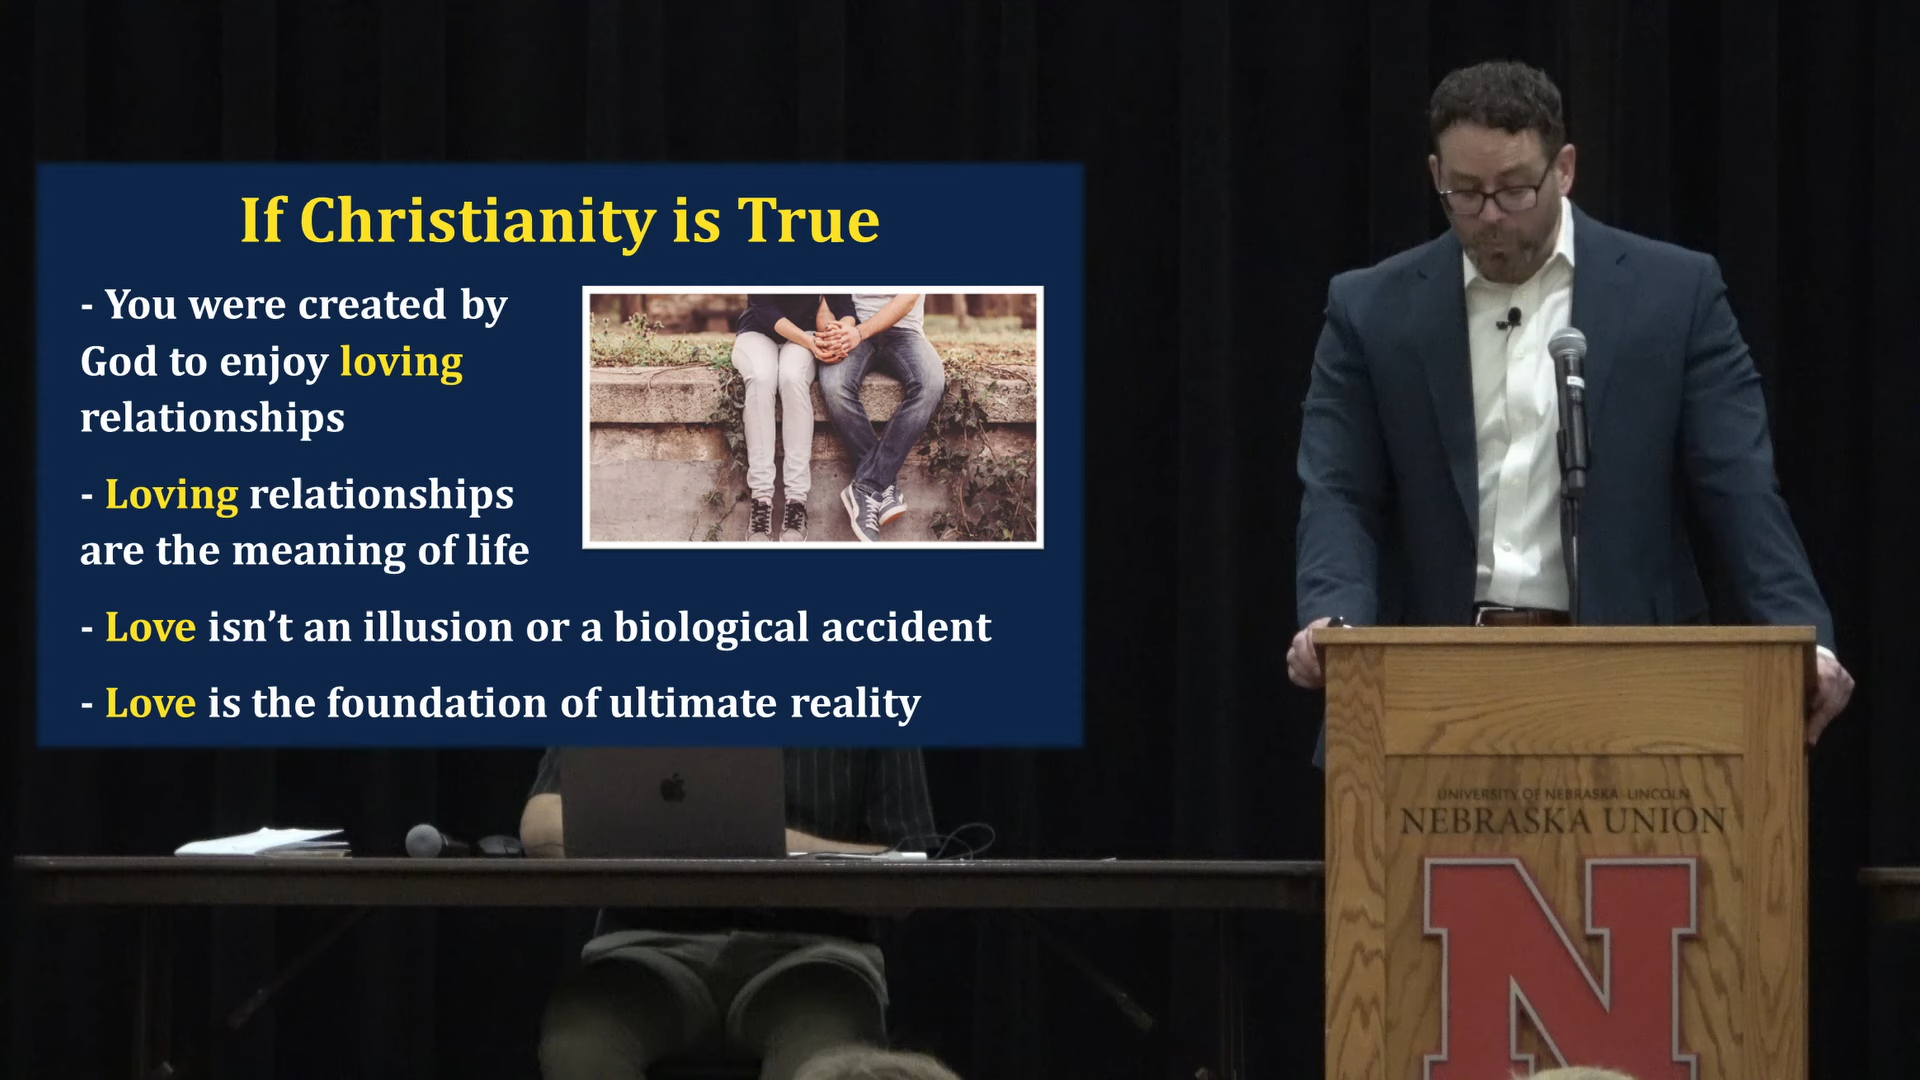 If Christianity is True
- You were created by
God to enjoy loving
relationships
- Loving relationships
are the meaning of life
- Love isn’t an illusion or a biological accident
- Love is the foundation of ultimate reality
UNIVERSITY OF NEBRASKA-LINCOLN
NEBRASKA UNION
N